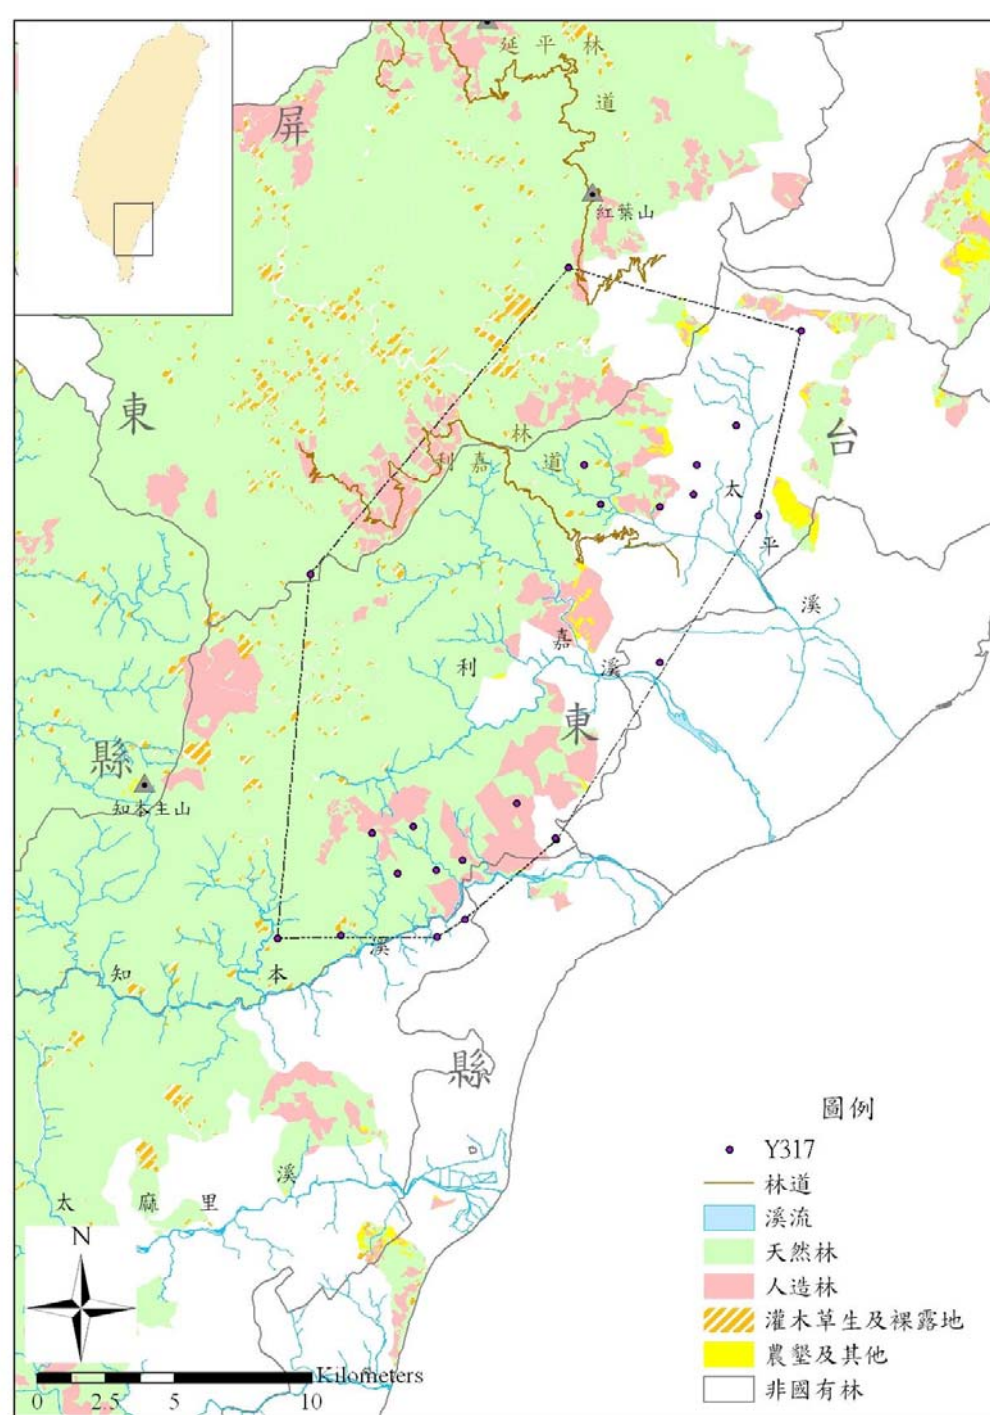 延平林
道
屏
紅葉山
東
林
利嘉 道
台
太
平
溪
嘉
利 溪
東
縣
知本主山
溪
知 本
縣
圖例
Y317
林道
溪
溪流
太 麻 里
天然林
N
人造林
灌木草生及裸露地
農墾及其他
Kilometers
非國有林
0 2.5 5 10